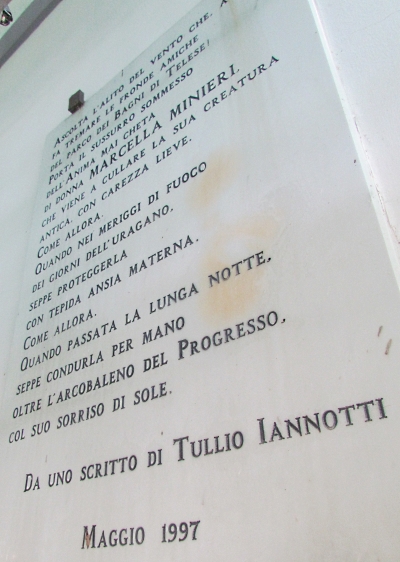 ASCOLTA L'ALITO DEL VENTO CHE, A
FA TREMARE LE FRONDE AMICHE
DEL PARCO DEI BAGNI DI TELESE!
PORTA IL SUSSURRO SOMMESSO
DELL'ANIMA MAI CHETA
DI DONNA MARCELLA MINIERI,
CHE VIENE A CULLARE LA SUA CREATURA
ANTICA, CON CAREZZA LIEVE.
COME ALLORA.
QUANDO NEI MERIGGI DI FUOCO
DEI GIORNI DELL'URAGANO,
SEPPE PROTEGGERLA
CON TEPIDA ANSIA MATERNA.
COME ALLORA.
QUANDO PASSATA LA LUNGA NOTTE,
SEPPE CONDURLA PER MANO
OLTRE L'ARCOBALENO DEL PROGRESSO,
COL SUO SORRISO DI SOLE.
DA UNO SCRITTO DI TULLIO IANNOTTI
MAGGIO 1997